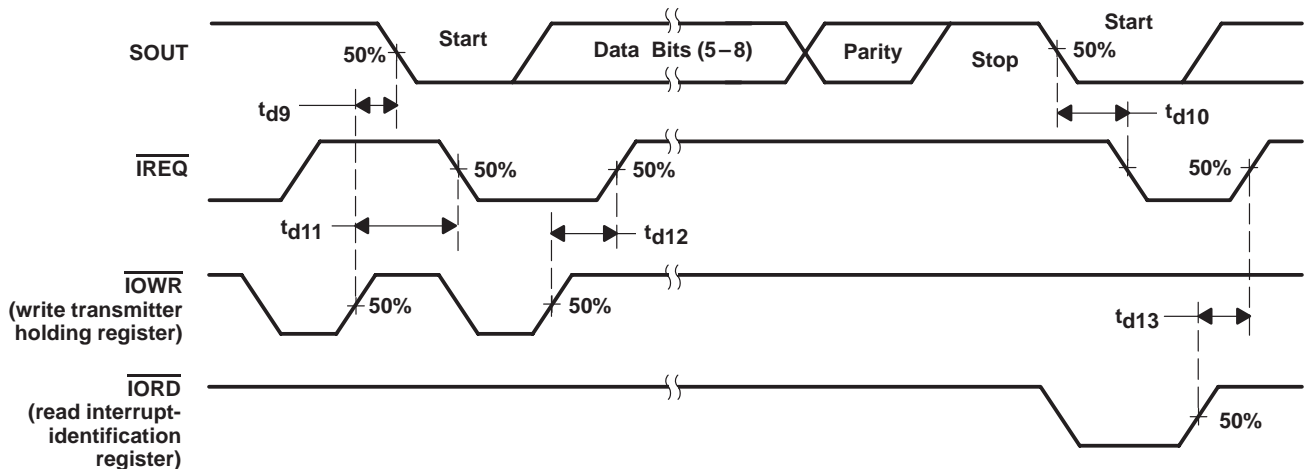 SOUT
50%
Start
Data Bits (5–8)
Parity
Stop
50%
Start
td9
td10
IREQ
50%
50%
50%
td11
td12
IOWR
(write transmitter
holding register)
50%
50%
td13
IORD
(read interrupt-
identification
register)
50%